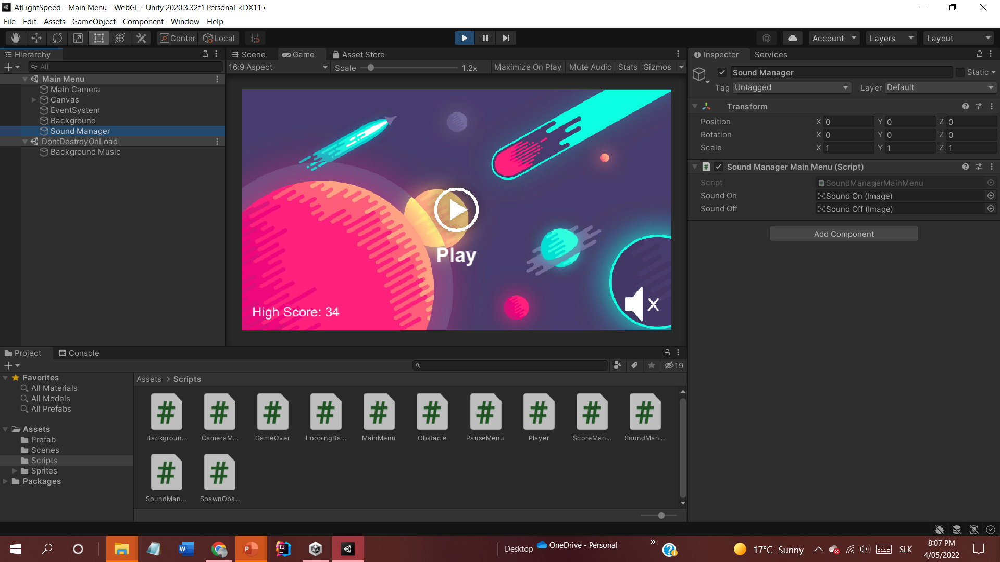 AtLightSpeed - Main Menu - WebGL - Unity 2020.3.32f1 Personal <DX11>
File Edit Assets GameObject Component Window Help
Center Local Account Layers Layout
Hierarchy
All
Main Menu
Main Camera
Canvas
EventSystem
Background
Sound Manager
DontDestroyOnLoad
Background Music
Scene Game Asset Store
16:9 Aspect Scale 1.2x Maximize On Play Mute Audio Stats Gizmos
Play
High Score: 34
Inspector Services
Sound Manager Static
Tag Untagged Layer Default
Transform
Position X 0 Y 0 Z 0
Rotation X 0 Y 0 Z 0
Scale X 1 Y 1 Z 1
# Sound Manager Main Menu (Script)
Script SoundManagerMainMenu
Sound On Sound On (Image)
Sound Off Sound Off (Image)
Add Component
Project Console
19
Favorites
All Materials
All Models
All Prefabs
Assets
Prefab
Scenes
Scripts
Sprites
Packages
Assets > Scripts
# # # # # # # # # #
Backgroun... CameraM... GameOver LoopingBa... MainMenu Obstacle PauseMenu Player ScoreMan... SoundMan...
# #
SoundMan... SpawnObs...
Desktop OneDrive - Personal » 17°C Sunny SLK 8:07 PM
4/05/2022